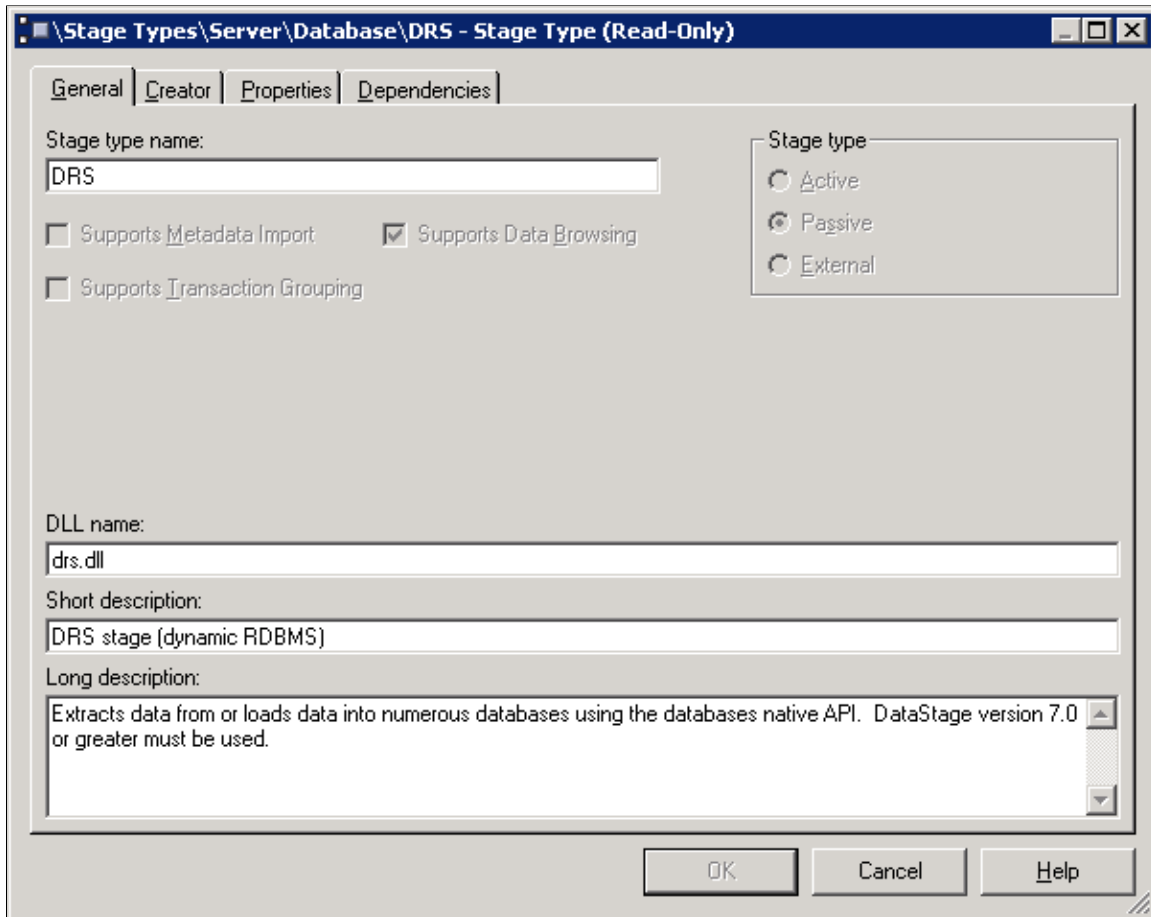 \Stage Types\Server\Database\DRS - Stage Type (Read-Only)
General Creator Properties Dependencies
Stage type name:
DRS
Supports Metadata Import
Supports Data Browsing
Supports Transaction Grouping
Stage type
Active
Passive
External
DLL name:
drs.dll
Short description:
DRS stage (dynamic RDBMS)
Long description:
Extracts data from or loads data into numerous databases using the databases native API.  DataStage version 7.0
or greater must be used.
OK Cancel Help